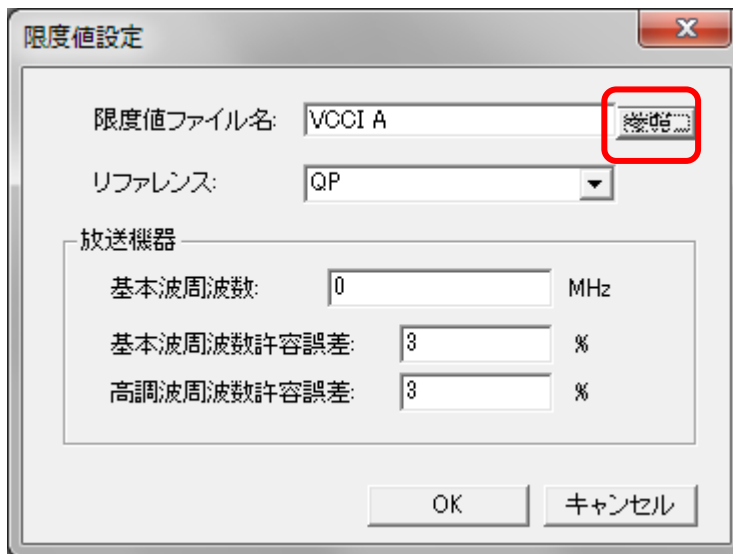 限度値設定
限度値ファイル名: VCCI A
リファレンス: QP
放送機器
基本波周波数: 0 MHz
基本波周波数許容誤差: 3 %
高調波周波数許容誤差: 3 %
OK キャンセル